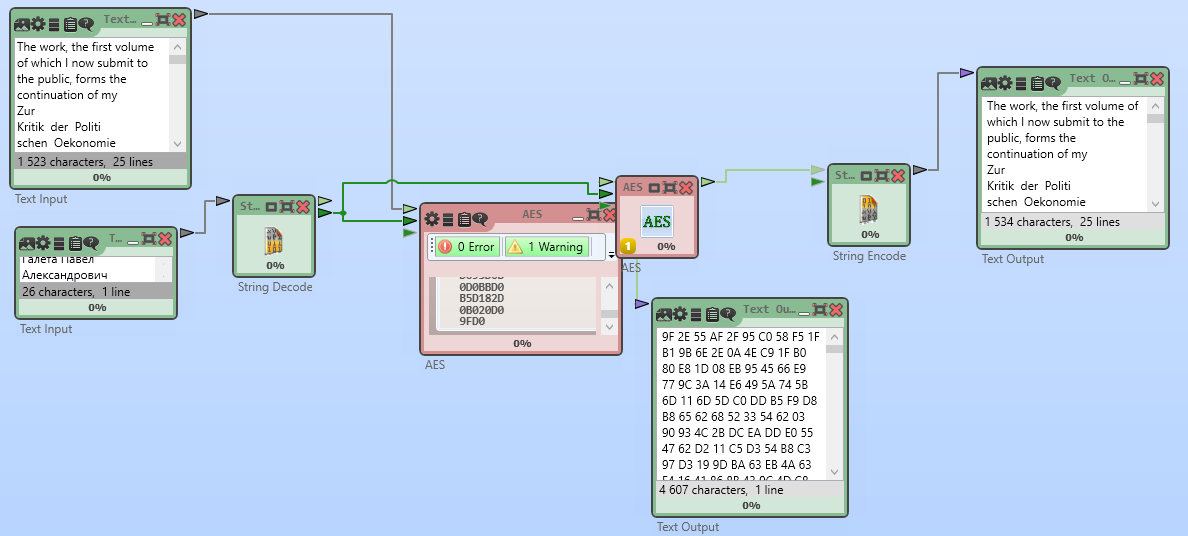 Text...
The work, the first volume
of which I now submit to
the public, forms the
continuation of my
Zur
Kritik der Politi
schen Oekonomie
1 523 characters, 25 lines
0%
Text Input
T...
Галета Павел
Александрович
26 characters, 1 line
0%
Text Input
St...
0%
String Decode
AES
0 Error
1 Warning
0D0BBD0
B5D182D
0B020D0
9FD0
0%
AES
AES
AES
1
0%
AES
Text Ou...
9F 2E 55 AF 2F 95 C0 58 F5 1F
B1 9B 6E 2E 0A 4E C9 1F B0
80 E8 1D 08 EB 95 45 66 E9
77 9C 3A 14 E6 49 5A 74 5B
6D 11 6D 5D C0 DD B5 F9 D8
B8 65 62 68 52 33 54 62 03
90 93 4C 2B DC EA DD E0 55
47 62 D2 11 C5 D3 54 B8 C3
97 D3 19 9D BA 63 EB 4A 63
4 607 characters, 1 line
0%
Text Output
St...
0%
String Encode
Text O...
The work, the first volume of
which I now submit to the
public, forms the
continuation of my
Zur
Kritik der Politi
schen Oekonomie
1 534 characters, 25 lines
0%
Text Output